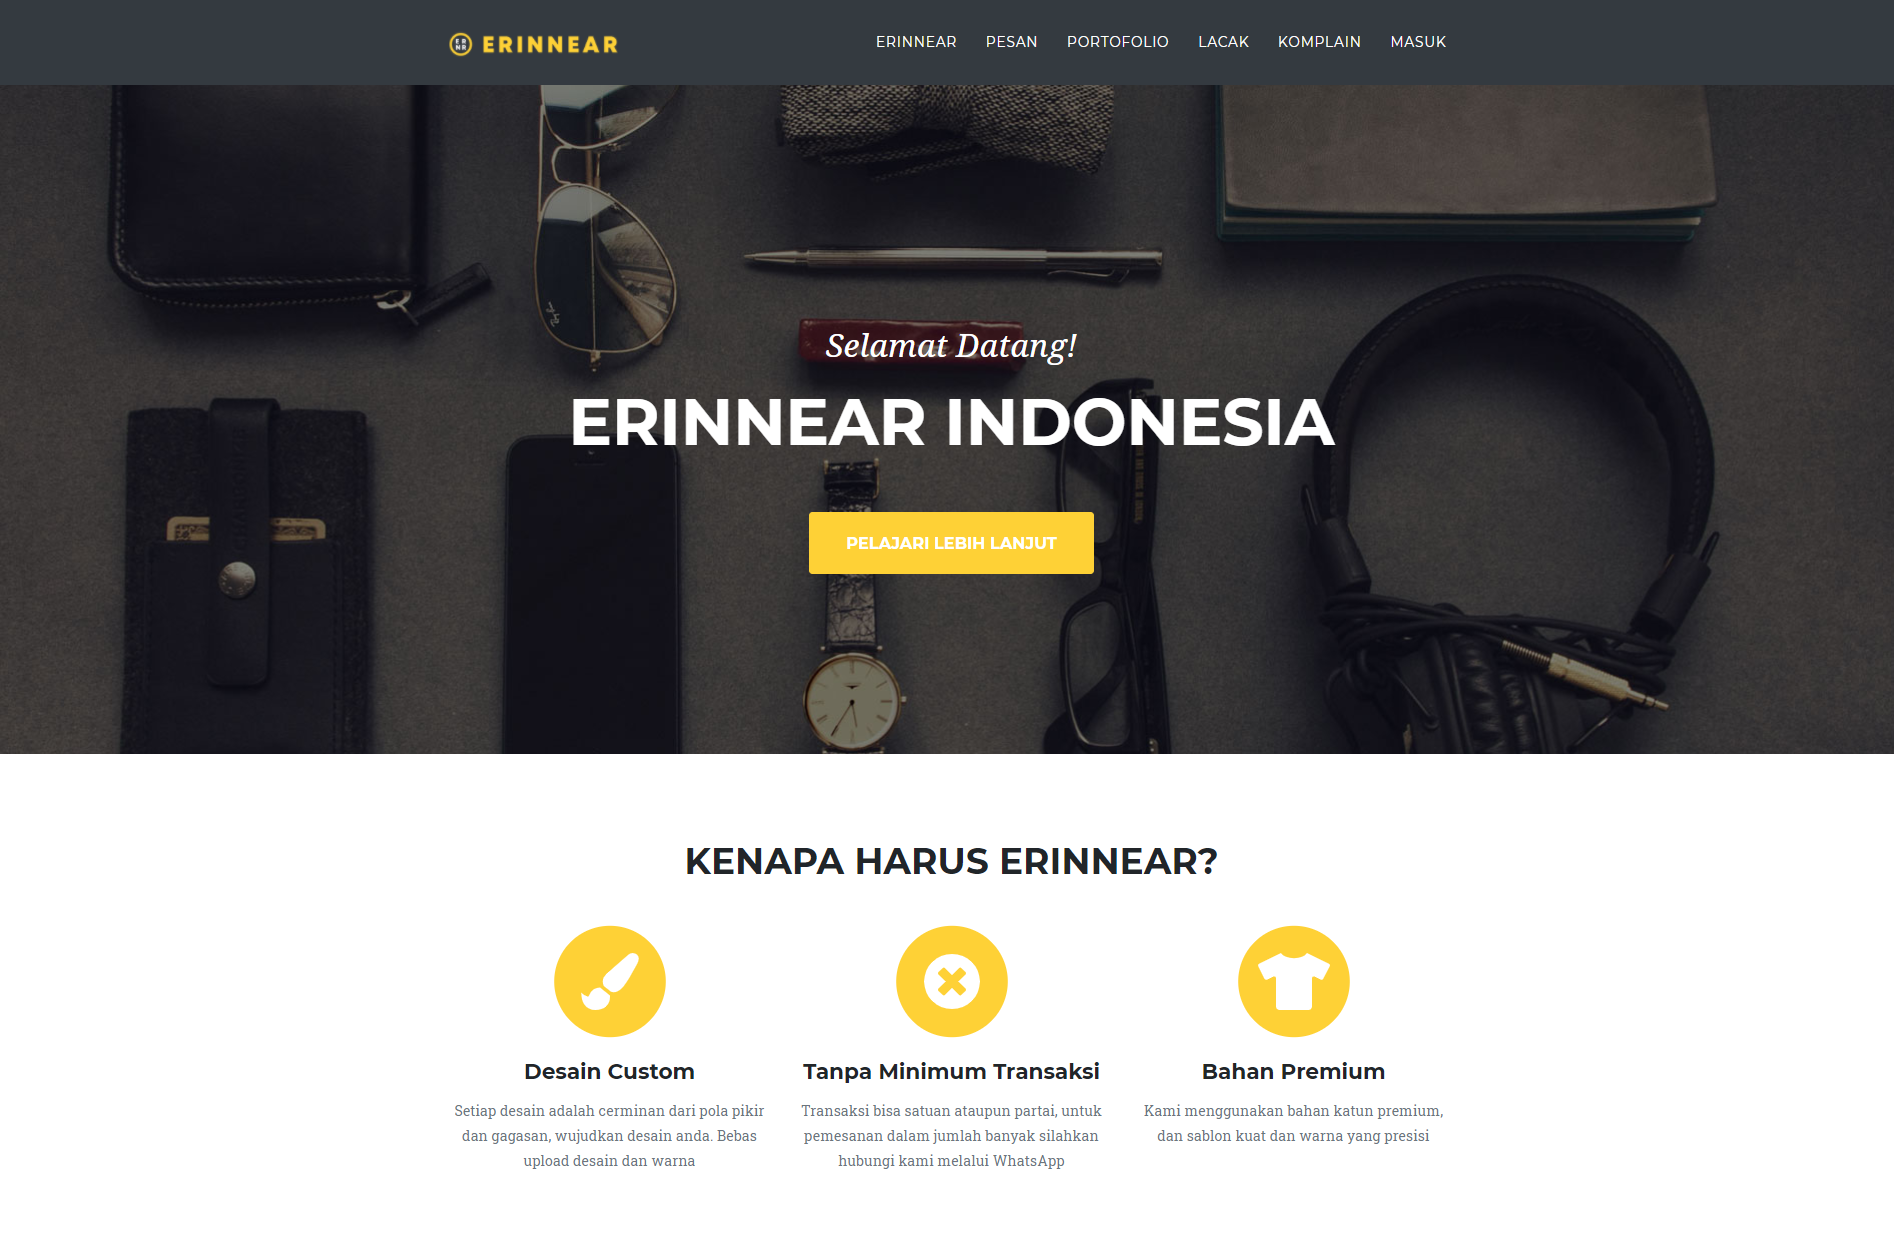 ER
NR
ERINNEAR
ERINNEAR PESAN PORTOFOLIO LACAK KOMPLAIN MASUK
Selamat Datang!
ERINNEAR INDONESIA
PELAJARI LEBIH LANJUT
KENAPA HARUS ERINNEAR?
Desain Custom
Setiap desain adalah cerminan dari pola pikir
dan gagasan, wujudkan desain anda. Bebas
upload desain dan warna
Tanpa Minimum Transaksi
Transaksi bisa satuan ataupun partai, untuk
pemesanan dalam jumlah banyak silahkan
hubungi kami melalui WhatsApp
Bahan Premium
Kami menggunakan bahan katun premium,
dan sablon kuat dan warna yang presisi